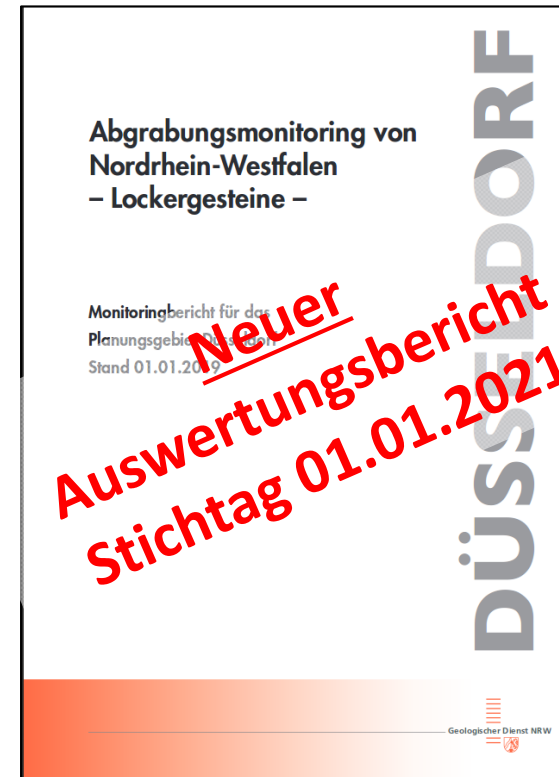 Abgrabungsmonitoring von
Nordrhein-Westfalen
– Lockergesteine –
Monitoringbericht für das
Planungsgebiet Düsseldorf
Stand 01.01.2019
Neuer
Auswertungsbericht
Stichtag 01.01.2021
DÜSSELDORF
Geologischer Dienst NRW